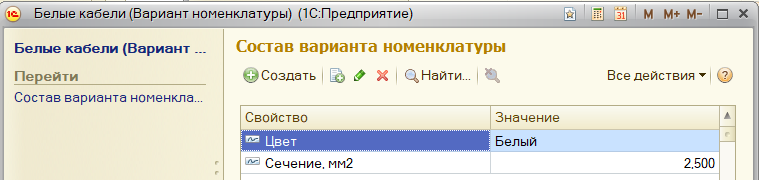 Белые кабели (Вариант номенклатуры) (1С:Предприятие)
31 M M+ M-
Белые кабели (Вариант ...
Перейти
Состав варианта номенкла...
Состав варианта номенклатуры
Создать Найти... Все действия ?
Свойство Значение
Цвет Белый
Сечение, мм2 2,500